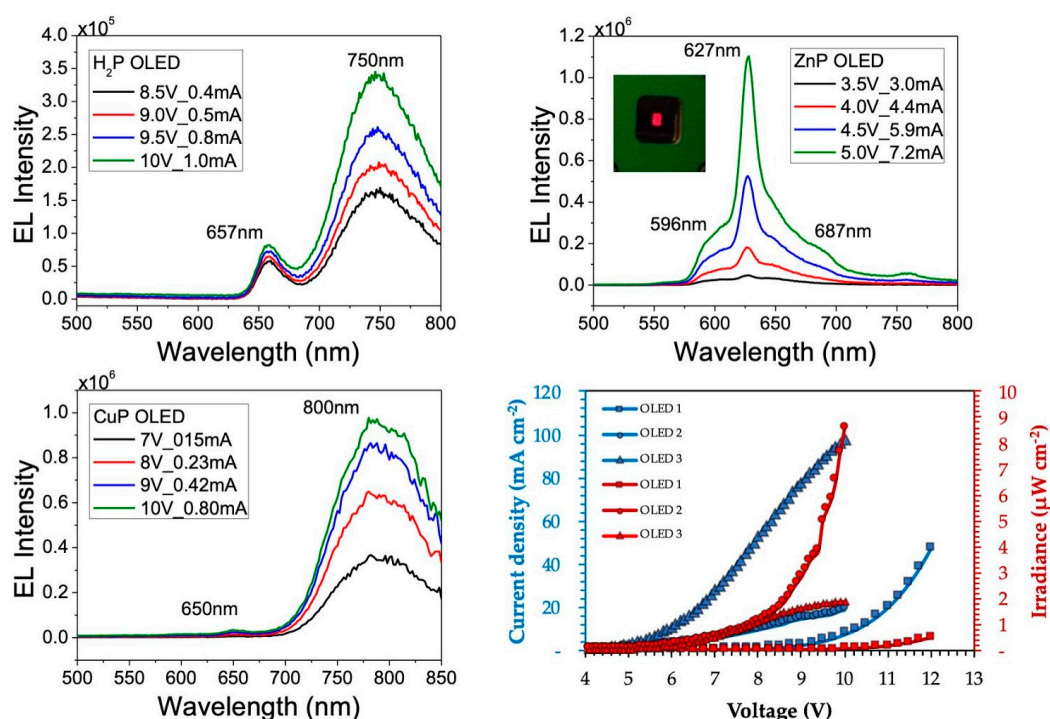 x10⁵
4.0
3.5
3.0
2.5
2.0
1.5
1.0
0.5
0.0
EL Intensity
H₂P OLED
8.5V_0.4mA
9.0V_0.5mA
9.5V_0.8mA
10V_1.0mA
750nm
657nm
500 550 600 650 700 750 800
Wavelength (nm)
x10⁶
1.2
1.0
0.8
0.6
0.4
0.2
0.0
EL Intensity
627nm
ZnP OLED
3.5V_3.0mA
4.0V_4.4mA
4.5V_5.9mA
5.0V_7.2mA
596nm
687nm
500 550 600 650 700 750 800
Wavelength (nm)
x10⁶
1.0
0.8
0.6
0.4
0.2
0.0
EL Intensity
CuP OLED
7V_015mA
8V_0.23mA
9V_0.42mA
10V_0.80mA
800nm
650nm
500 550 600 650 700 750 800 850
Wavelength (nm)
120
100
80
60
40
20
-
Current density (mA cm⁻²)
OLED 1
OLED 2
OLED 3
OLED 1
OLED 2
OLED 3
10
9
8
7
6
5
4
3
2
1
-
Irradiance (µW cm⁻²)
4 5 6 7 8 9 10 11 12 13
Voltage (V)